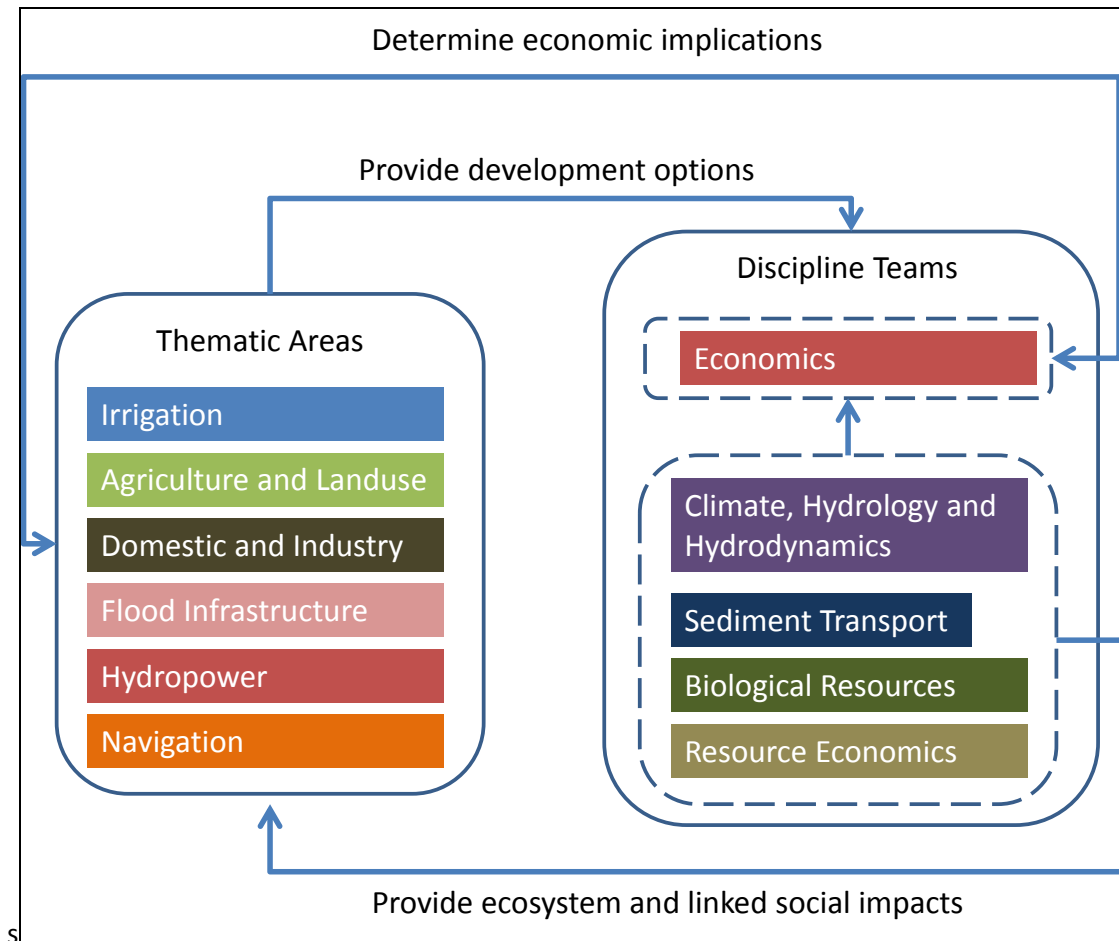 Determine economic implications
Provide development options
Discipline Teams
Economics
Thematic Areas
Irrigation
Agriculture and Landuse
Domestic and Industry
Flood Infrastructure
Hydropower
Navigation
Climate, Hydrology and
Hydrodynamics
Sediment Transport
Biological Resources
Resource Economics
Provide ecosystem and linked social impacts
s